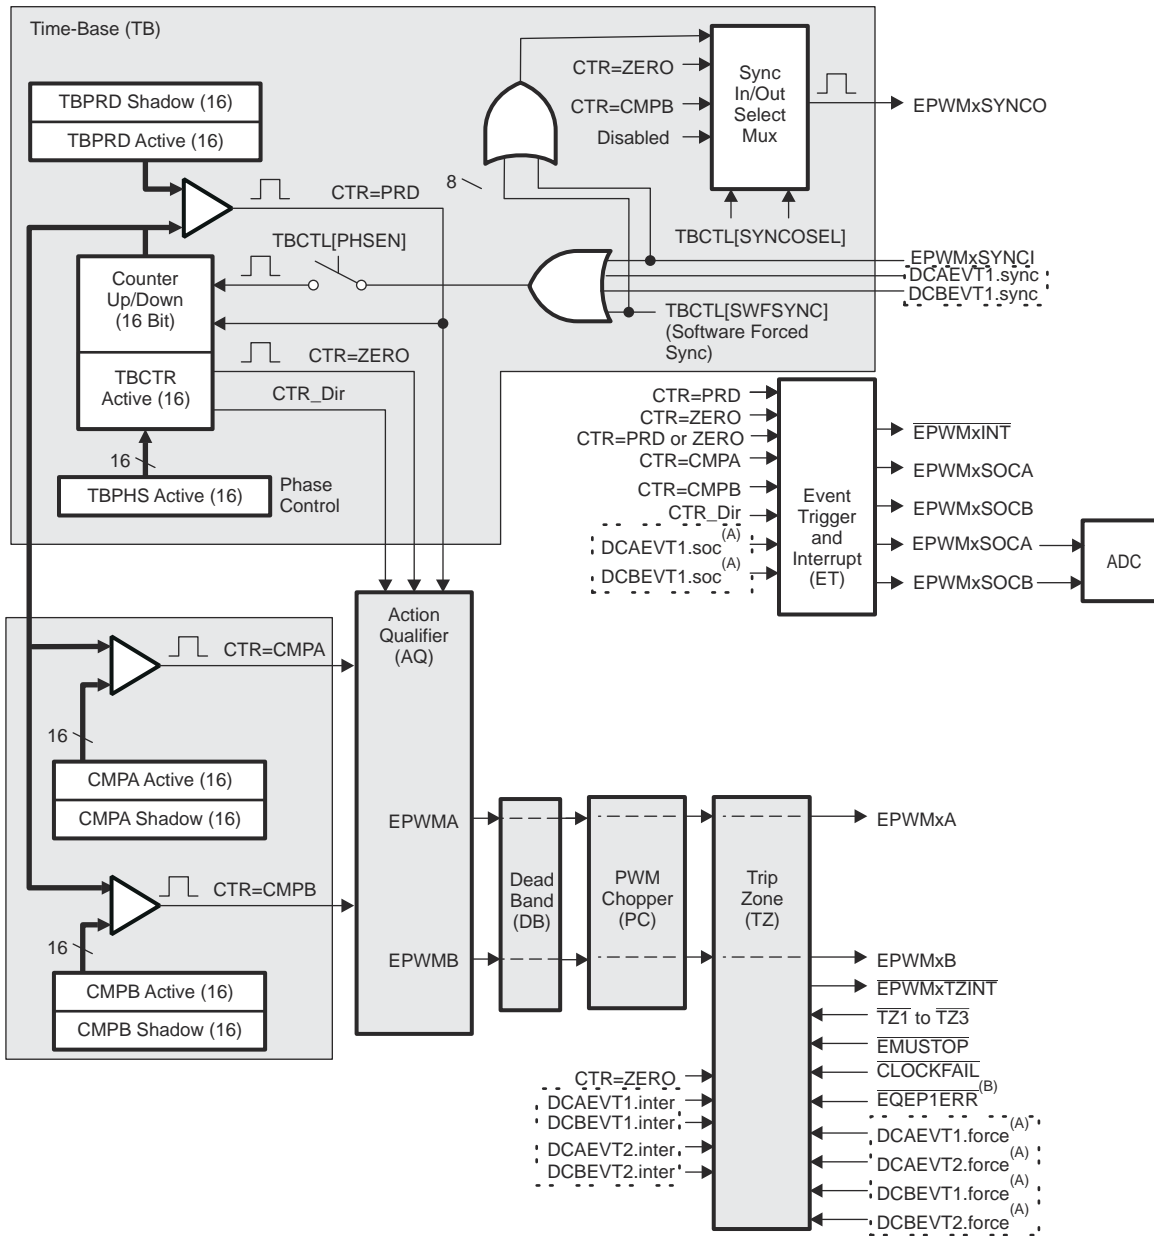 Time-Base (TB)
TBPRD Shadow (16)
TBPRD Active (16)
CTR=PRD
8
CTR=ZERO
CTR=CMPB
Disabled
Sync
In/Out
Select
Mux
EPWMxSYNCO
TBCTL[SYNCOSEL]
TBCTL[PHSEN]
EPWMxSYNCI
DCAEVT1.sync
DCBEVT1.sync
TBCTL[SWFSYNC]
(Software Forced
Sync)
Counter
Up/Down
(16 Bit)
TBCTR
Active (16)
CTR=ZERO
CTR_Dir
16
TBPHS Active (16)
Phase
Control
CTR=PRD
CTR=ZERO
CTR=PRD or ZERO
CTR=CMPA
CTR=CMPB
CTR_Dir
DCAEVT1.soc(A)
DCBEVT1.soc(A)
Event
Trigger
and
Interrupt
(ET)
EPWMxINT
EPWMxSOCA
EPWMxSOCB
EPWMxSOCA
EPWMxSOCB
ADC
Action
Qualifier
(AQ)
CTR=CMPA
16
CMPA Active (16)
CMPA Shadow (16)
CTR=CMPB
16
CMPB Active (16)
CMPB Shadow (16)
EPWMA
EPWMB
Dead
Band
(DB)
PWM
Chopper
(PC)
Trip
Zone
(TZ)
EPWMxA
EPWMxB
EPWMxTZINT
TZ1 to TZ3
EMUSTOP
CLOCKFAIL
EQEP1ERR(B)
DCAEVT1.force(A)
DCAEVT2.force(A)
DCBEVT1.force(A)
DCBEVT2.force(A)
CTR=ZERO
DCAEVT1.inter
DCBEVT1.inter
DCAEVT2.inter
DCBEVT2.inter